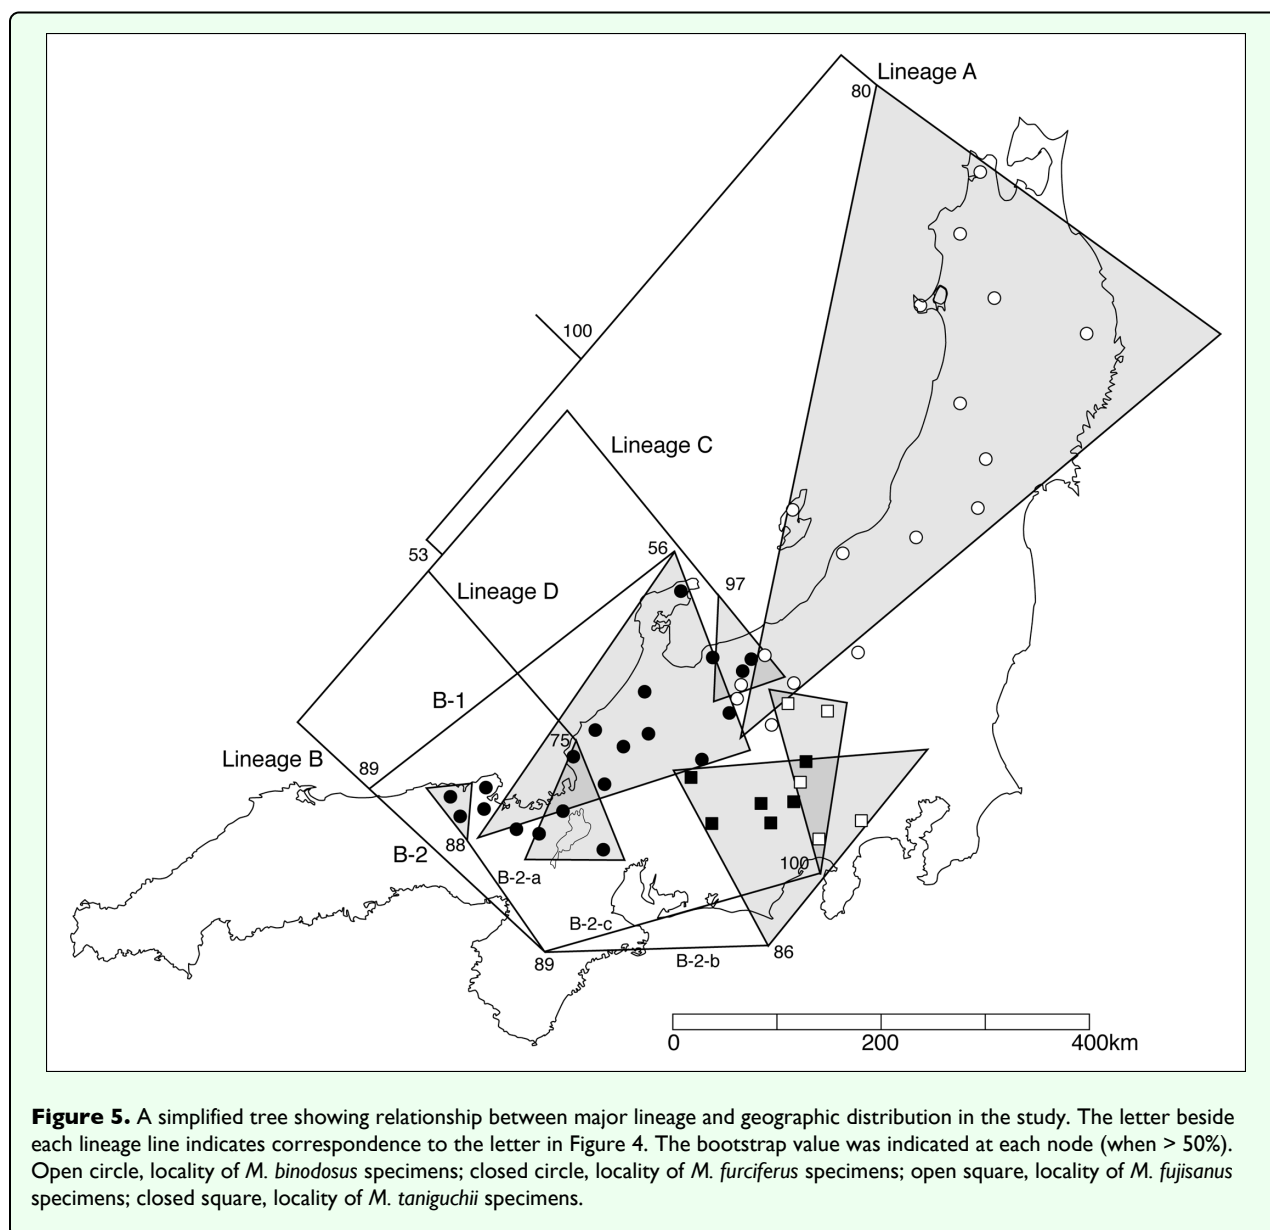 Lineage A
80
100
Lineage C
53
56
97
Lineage D
B-1
75
Lineage B
89
88
B-2
B-2-a
100
B-2-c
89
B-2-b
86
0 200 400km
Figure 5. A simplified tree showing relationship between major lineage and geographic distribution in the study. The letter beside
each lineage line indicates correspondence to the letter in Figure 4. The bootstrap value was indicated at each node (when > 50%).
Open circle, locality of M. binodosus specimens; closed circle, locality of M. furciferus specimens; open square, locality of M. fujisanus
specimens; closed square, locality of M. taniguchii specimens.